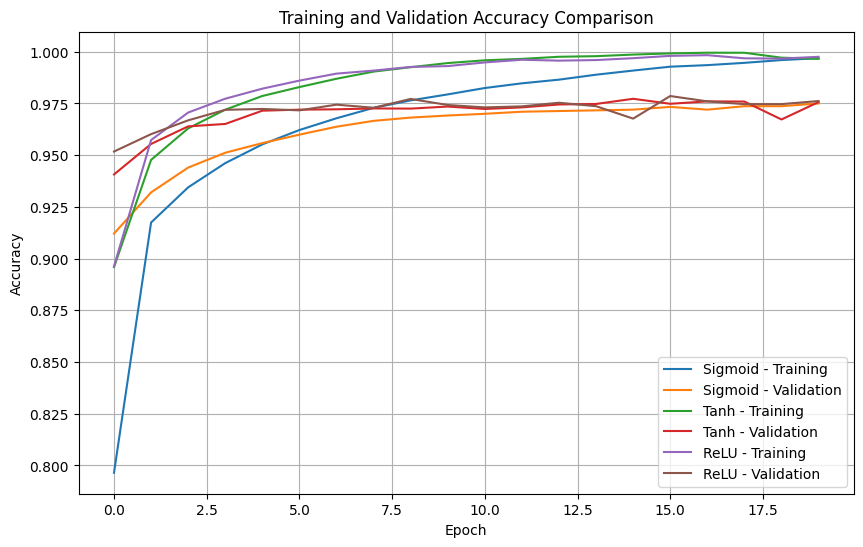 Training and Validation Accuracy Comparison
Accuracy
1.000
0.975
0.950
0.925
0.900
0.875
0.850
0.825
0.800
Sigmoid - Training
Sigmoid - Validation
Tanh - Training
Tanh - Validation
ReLU - Training
ReLU - Validation
0.0 2.5 5.0 7.5 10.0 12.5 15.0 17.5
Epoch